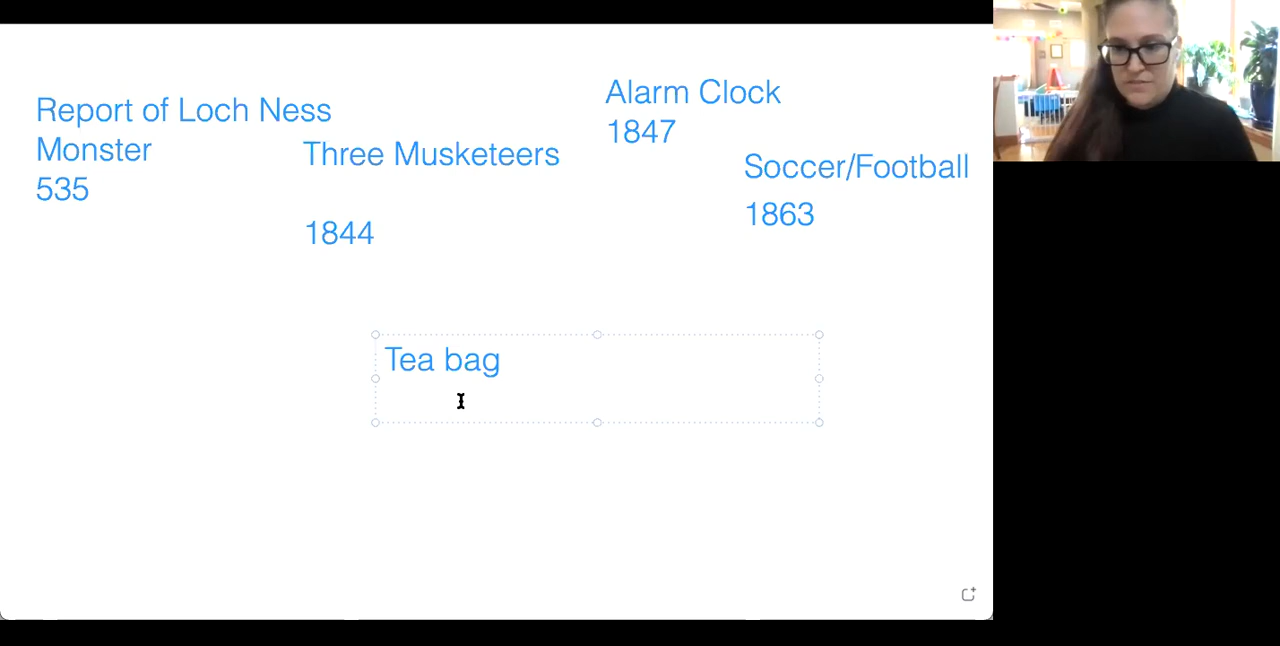 Report of Loch Ness
Monster
535
Three Musketeers
1844
Alarm Clock
1847
Soccer/Football
1863
Tea bag